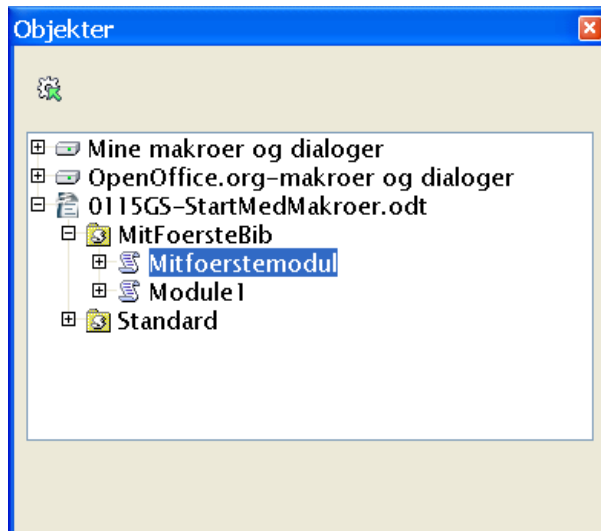 Objekter
Mine makroer og dialoger
OpenOffice.org-makroer og dialoger
0115GS-StartMedMakroer.odt
MitFoersteBib
Mitfoerstemodul
Module1
Standard